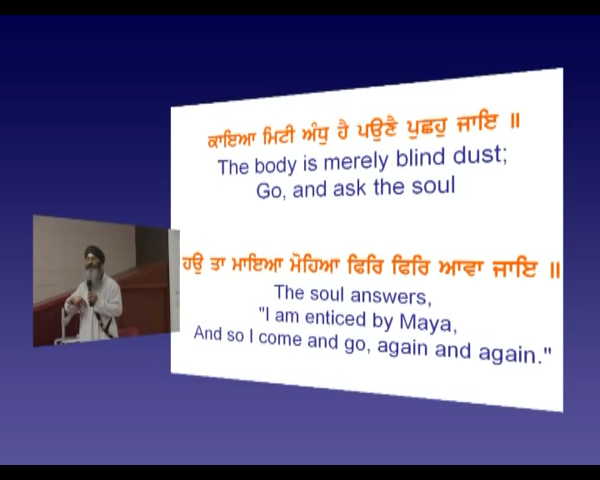 ਕਾਇਆ ਮਿਟੀ ਅੰਧੁ ਹੈ ਪਉਣੈ ਪੁਛਹੁ ਜਾਇ ॥
The body is merely blind dust;
Go, and ask the soul
ਹਉ ਤਾ ਮਾਇਆ ਮੋਹਿਆ ਫਿਰਿ ਫਿਰਿ ਆਵਾ ਜਾਇ ॥
The soul answers,
"I am enticed by Maya,
And so I come and go, again and again."